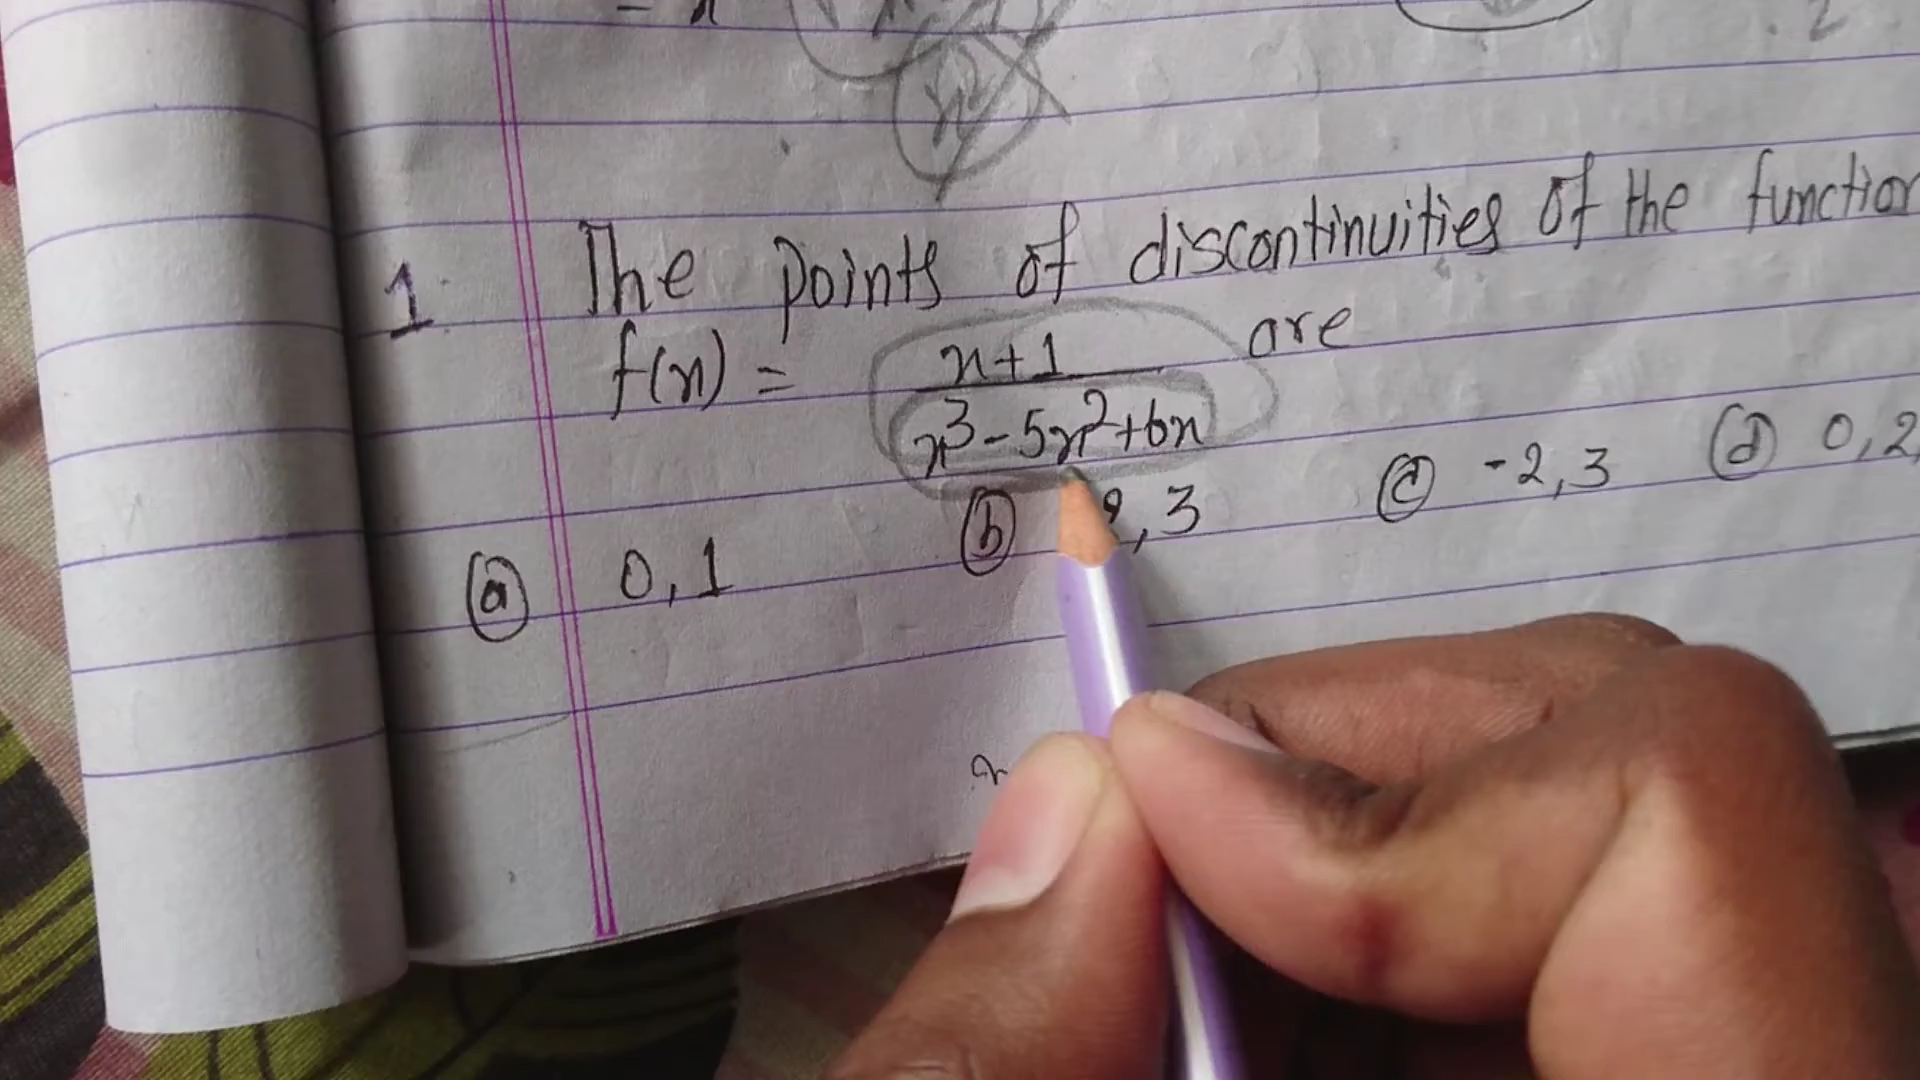 1 The points of discontinuities of the function
f(x) = x+1 / x³-5x²+6x are
(a) 0,1 (b) ,3 (c) -2,3 (d) 0,2,